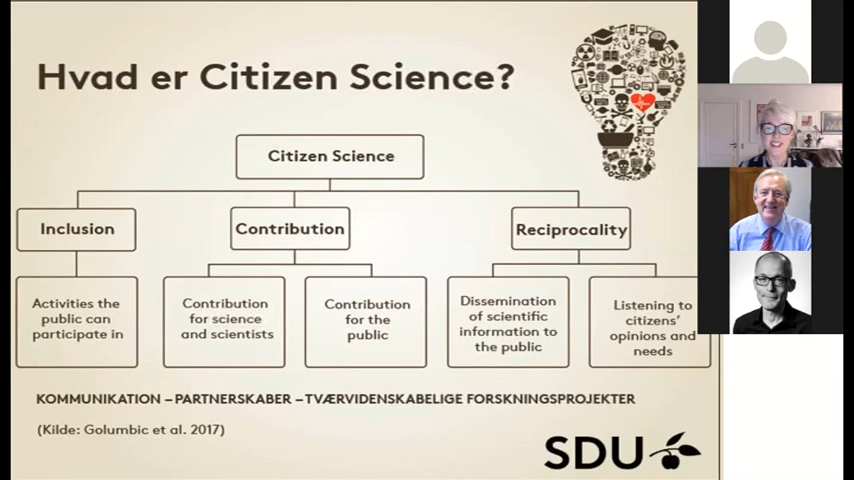 Hvad er Citizen Science?
Citizen Science
Inclusion
Contribution
Reciprocality
Activities the
public can
participate in
Contribution
for science
and scientists
Contribution
for the
public
Dissemination
of scientific
information to
the public
Listening to
citizens’
opinions and
needs
KOMMUNIKATION – PARTNERSKABER – TVÆRVIDENSKABELIGE FORSKNINGSPROJEKTER
(Kilde: Golumbic et al. 2017)
SDU